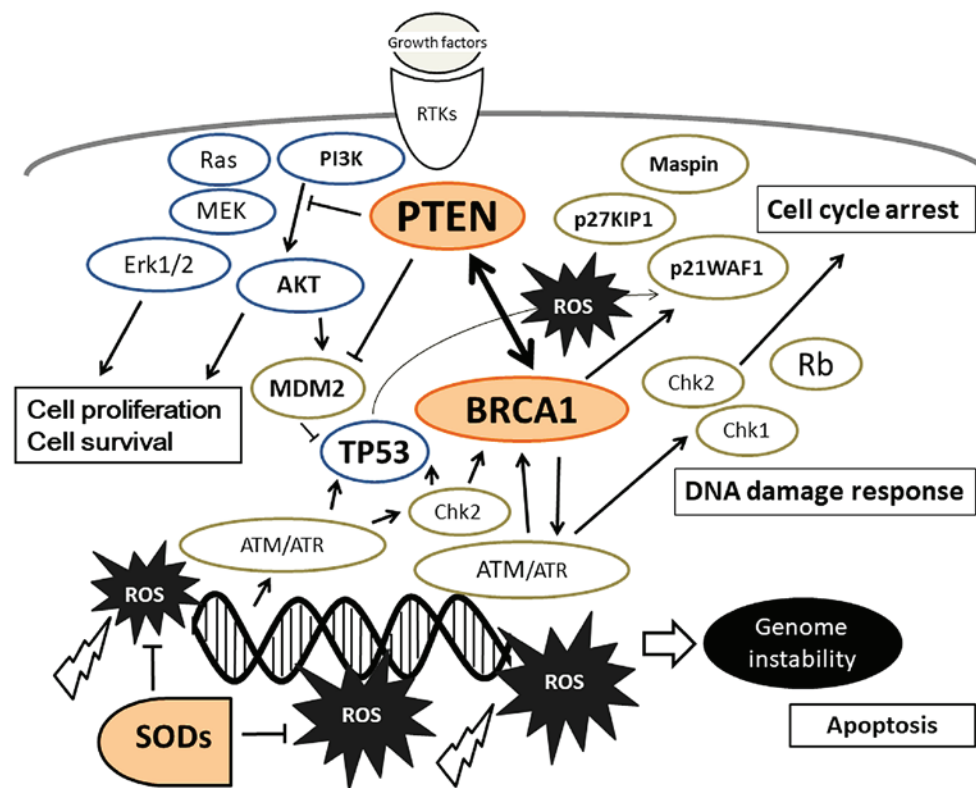 Growth factors
RTKs
Ras
PI3K
Maspin
MEK
PTEN
p27KIP1
Cell cycle arrest
Erk1/2
AKT
ROS
p21WAF1
MDM2
Chk2
Rb
Cell proliferation
Cell survival
BRCA1
TP53
Chk1
DNA damage response
Chk2
ATM/ATR
ATM/ATR
ROS
Genome
instability
ROS
ROS
SODs
Apoptosis